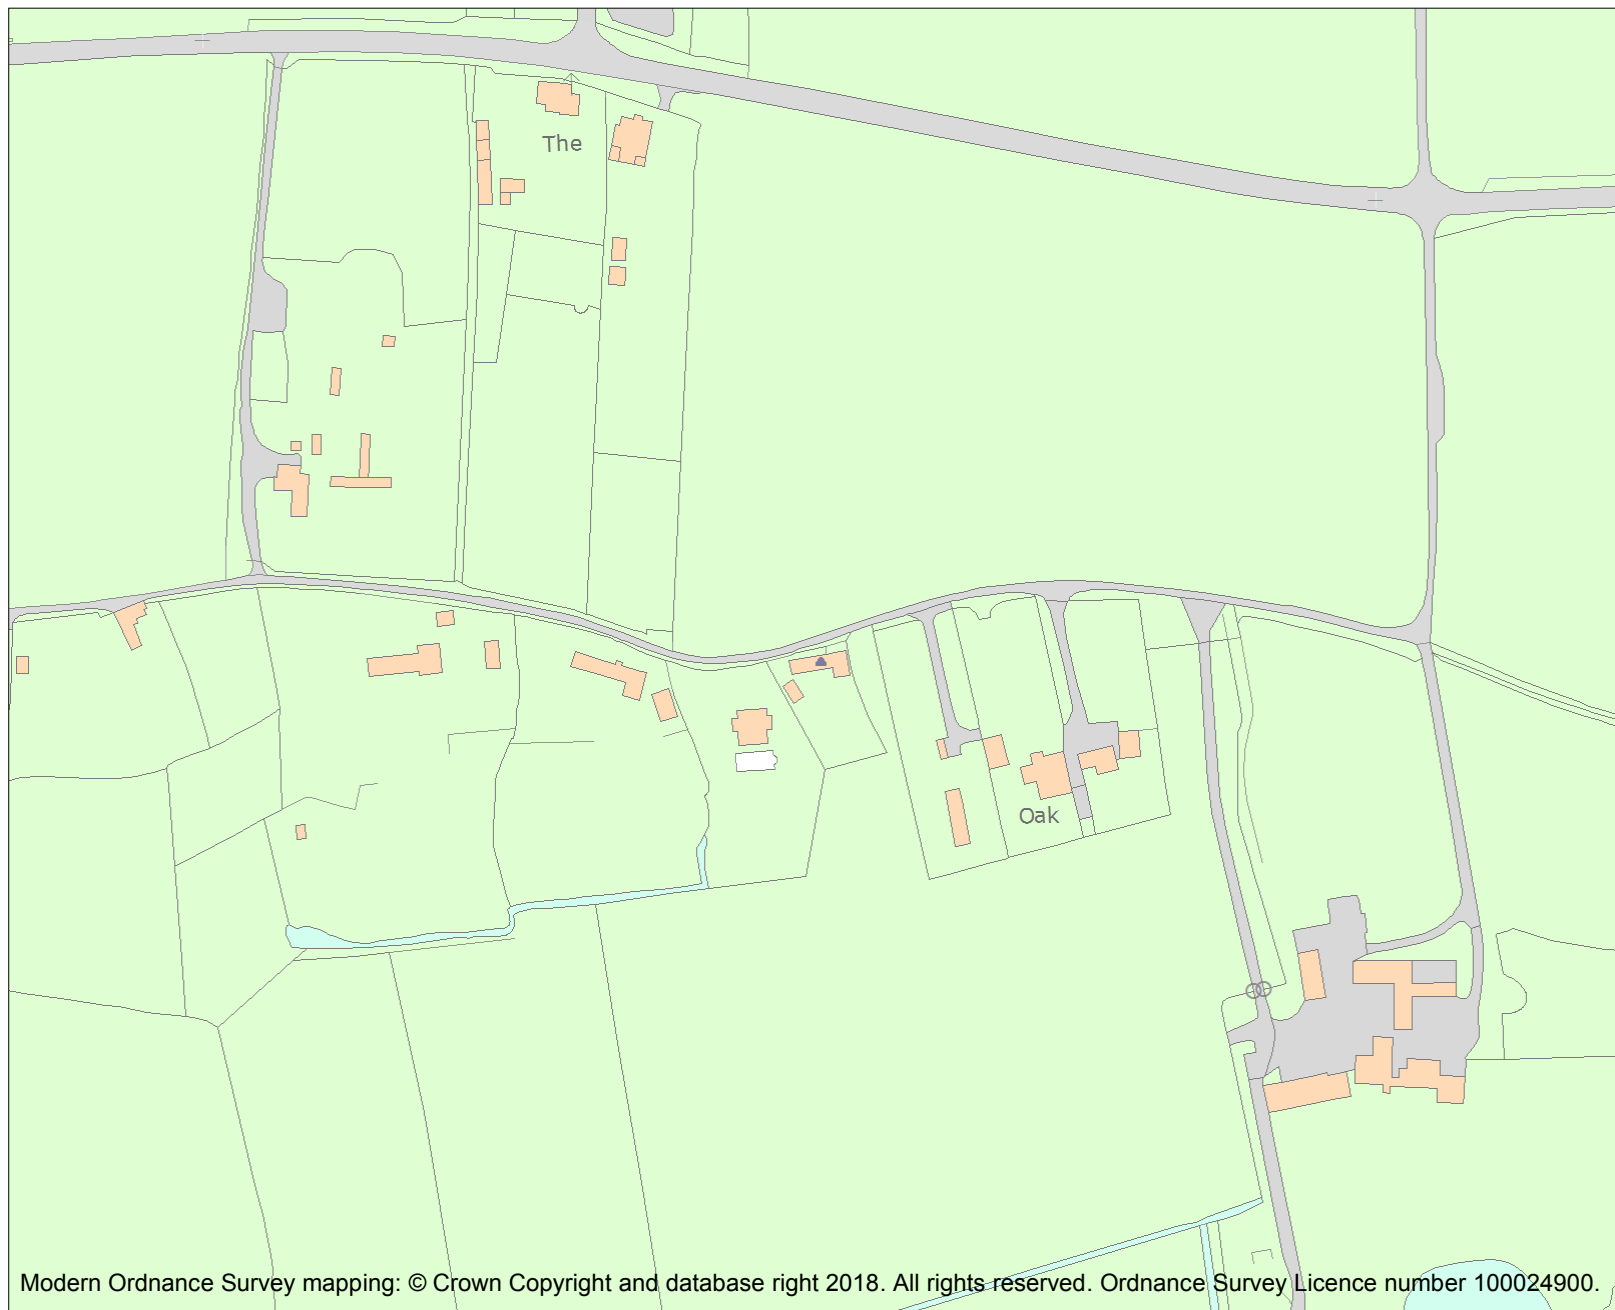 The
Oak
Modern Ordnance Survey mapping: © Crown Copyright and database right 2018. All rights reserved. Ordnance Survey Licence number 100024900.